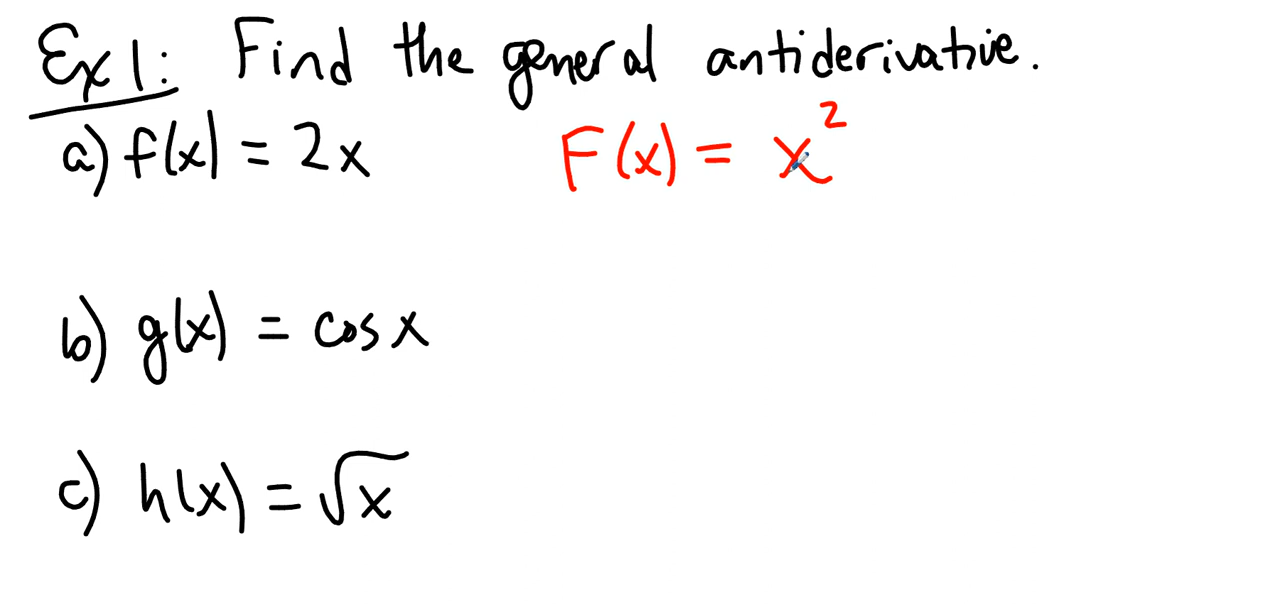 Ex 1: Find the general antiderivative.
a) f(x) = 2x F(x) = x²
b) g(x) = cos x
c) h(x) = √x